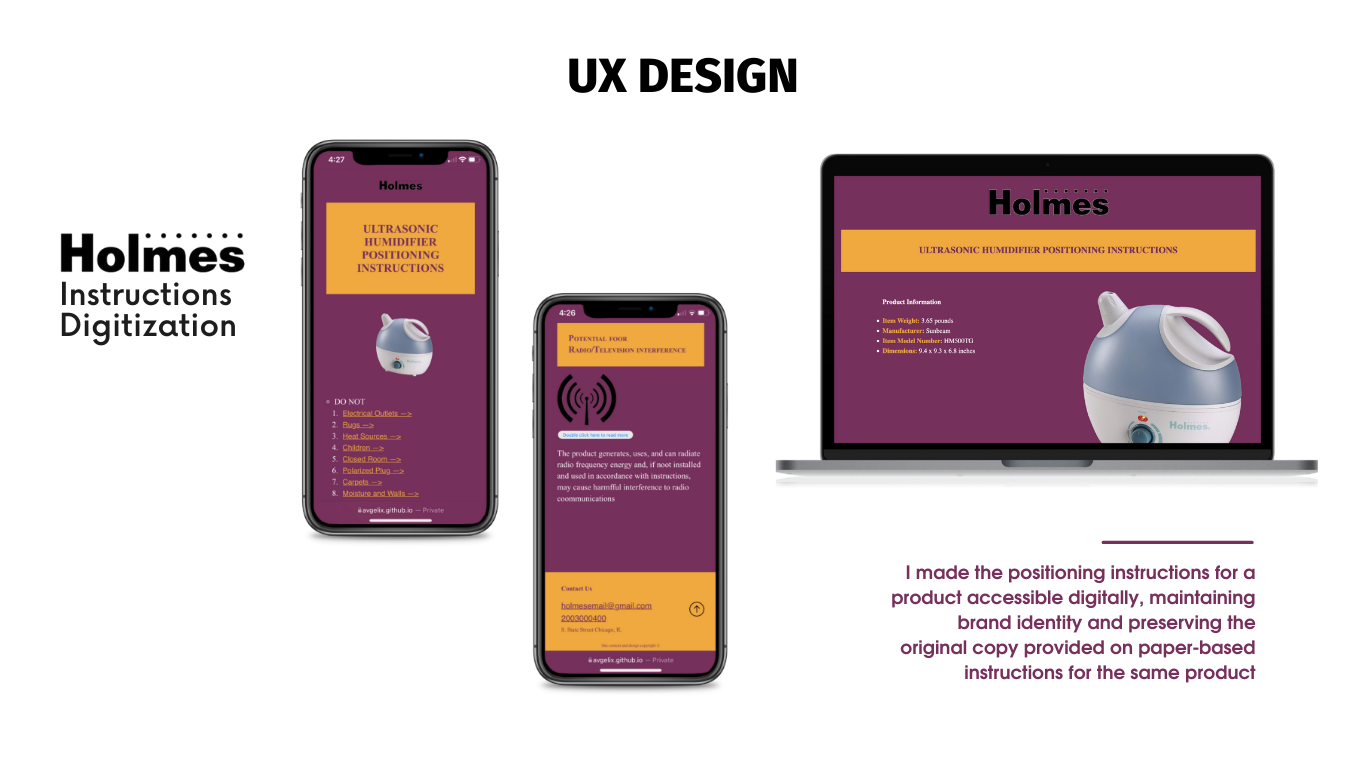 UX DESIGN
Holmes
Instructions
Digitization
4:27
Holmes
ULTRASONIC
HUMIDIFIER
POSITIONING
INSTRUCTIONS
DO NOT
1. Electrical Outlets —>
2. Rugs —>
3. Heat Sources —>
4. Children —>
5. Closed Room —>
6. Polarized Plug —>
7. Carpets —>
8. Moisture and Walls —>
avgelix.github.io — Private
4:26
Potential foor
Radio/Television interference
Double click here to read more
The product generates, uses, and can radiate
radio frequency energy and, if noot installed
and used in accordance with instructions,
may cause harmfful interference to radio
coommunications
Contact Us
holmesemail@gmail.com
2003000400
S. State Street Chicago, IL
avgelix.github.io — Private
Holmes
ULTRASONIC HUMIDIFIER POSITIONING INSTRUCTIONS
Product Information
Item Weight: 3.65 pounds
Manufacturer: Sunbeam
Item Model Number: HM500TG
Dimensions: 9.4 x 9.3 x 6.8 inches
Holmes.
I made the positioning instructions for a
product accessible digitally, maintaining
brand identity and preserving the
original copy provided on paper-based
instructions for the same product